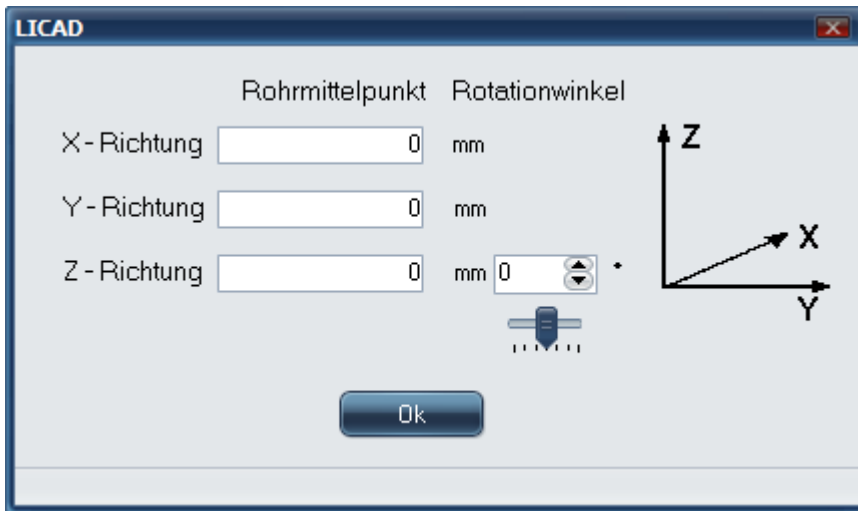 LICAD
Rohrmittelpunkt Rotationwinkel
X - Richtung 0 mm
Y - Richtung 0 mm
Z - Richtung 0 mm 0 °
Z
X
Y
Ok